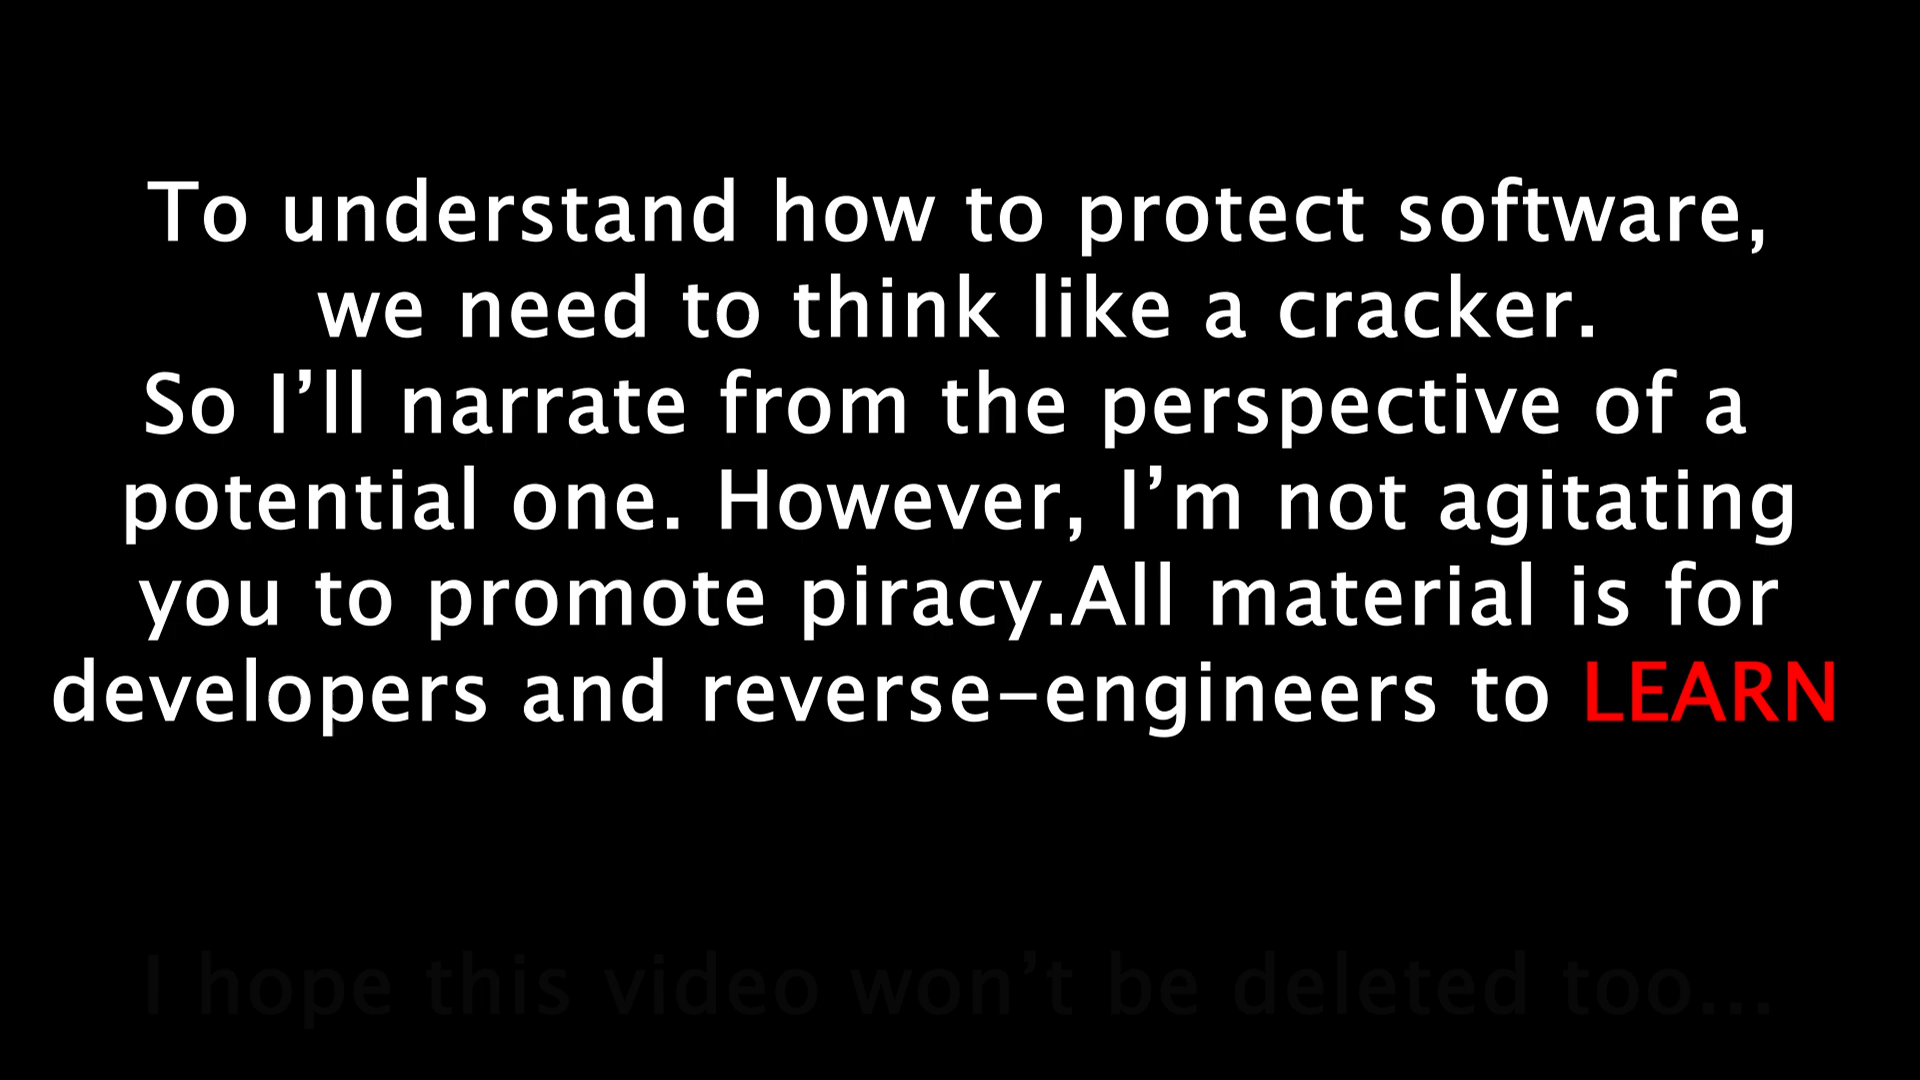 To understand how to protect software,
we need to think like a cracker.
So I’ll narrate from the perspective of a
potential one. However, I’m not agitating
you to promote piracy.All material is for
developers and reverse-engineers to LEARN
I hope this video won’t be deleted too...